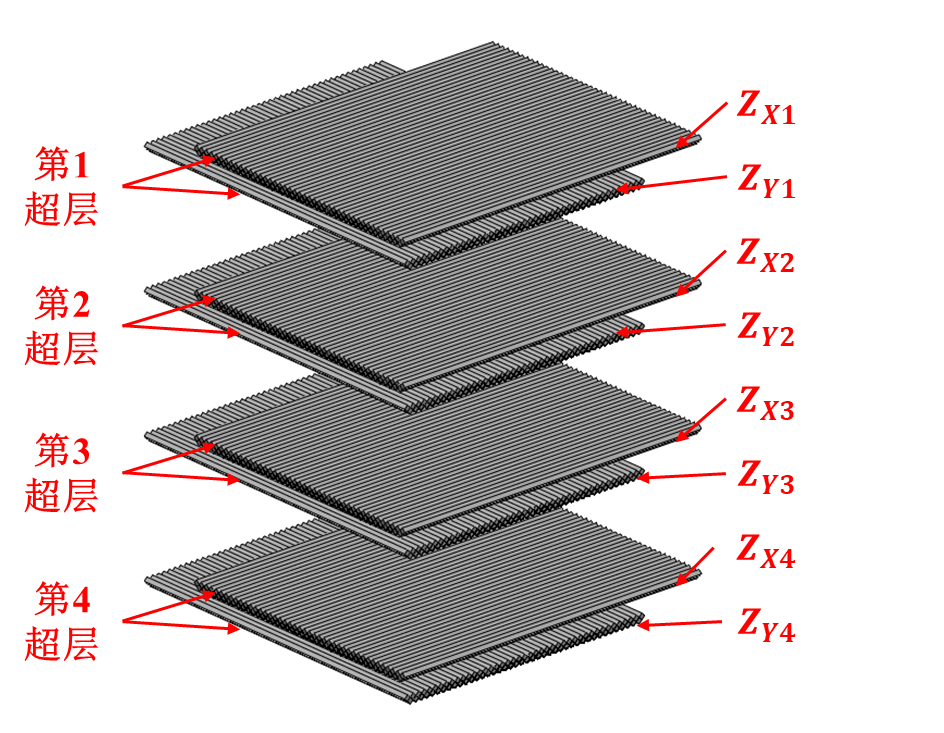 Z_{X1}
第1
超层
Z_{Y1}
Z_{X2}
第2
超层
Z_{Y2}
Z_{X3}
第3
超层
Z_{Y3}
Z_{X4}
第4
超层
Z_{Y4}